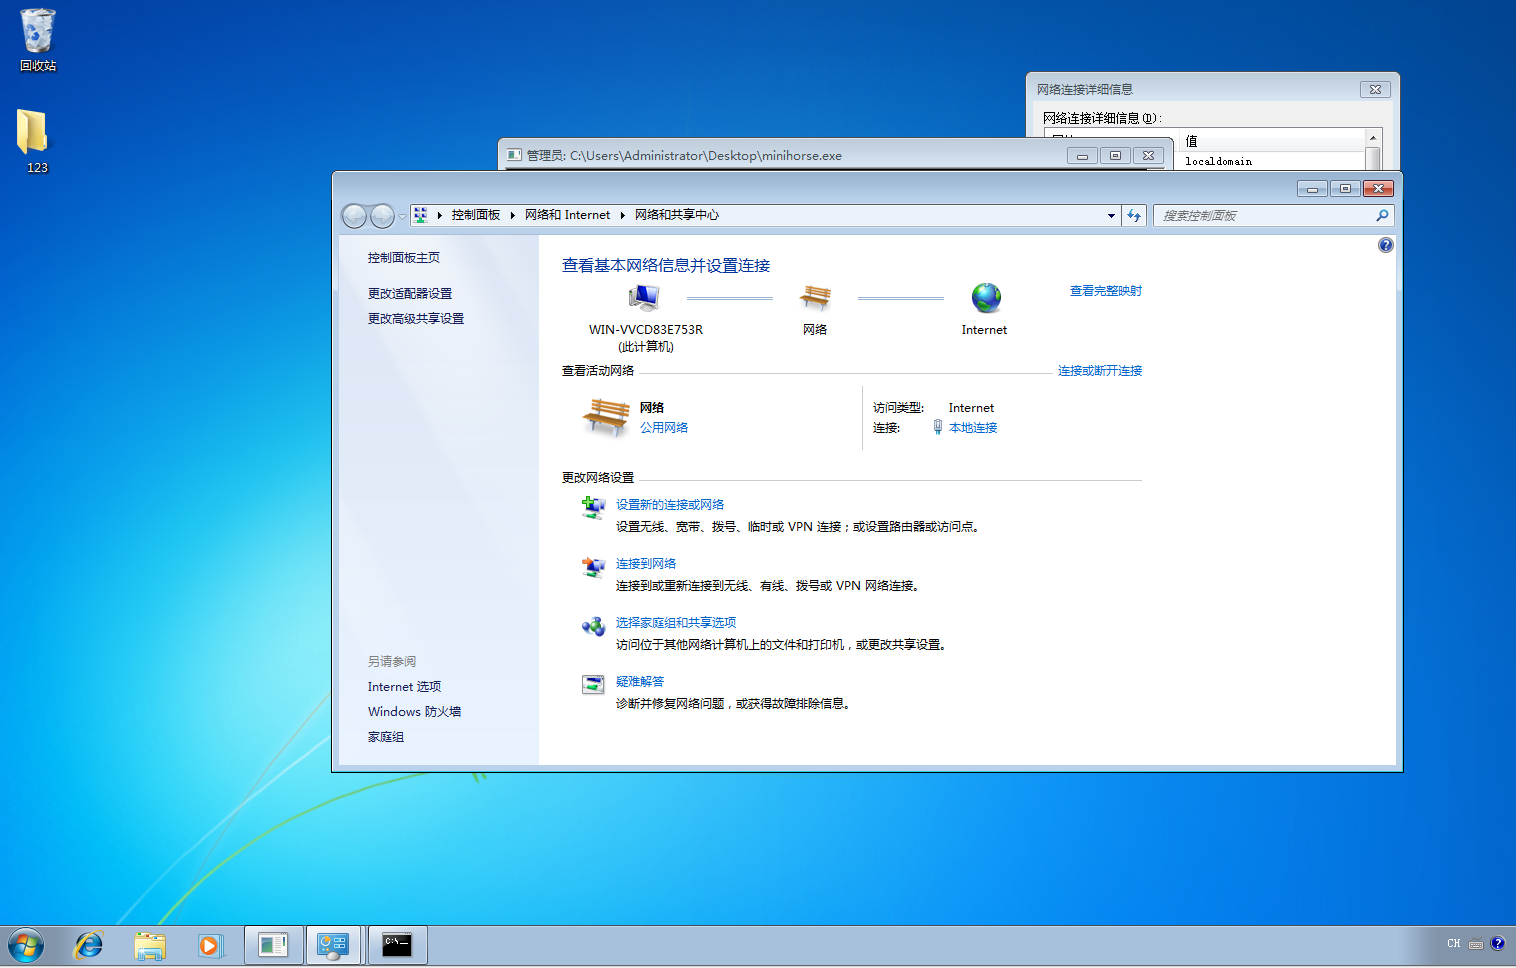 回收站
123
网络连接详细信息
网络连接详细信息(D):
值
localdomain
管理员: C:\Users\Administrator\Desktop\minihorse.exe
控制面板 网络和 Internet 网络和共享中心
搜索控制面板
控制面板主页
更改适配器设置
更改高级共享设置
另请参阅
Internet 选项
Windows 防火墙
家庭组
查看基本网络信息并设置连接
查看完整映射
WIN-VVCD83E753R
(此计算机)
网络
Internet
查看活动网络
连接或断开连接
网络
公用网络
访问类型: Internet
连接: 本地连接
更改网络设置
设置新的连接或网络
设置无线、宽带、拨号、临时或 VPN 连接；或设置路由器或访问点。
连接到网络
连接到或重新连接到无线、有线、拨号或 VPN 网络连接。
选择家庭组和共享选项
访问位于其他网络计算机上的文件和打印机，或更改共享设置。
疑难解答
诊断并修复网络问题，或获得故障排除信息。
C:\_
CH